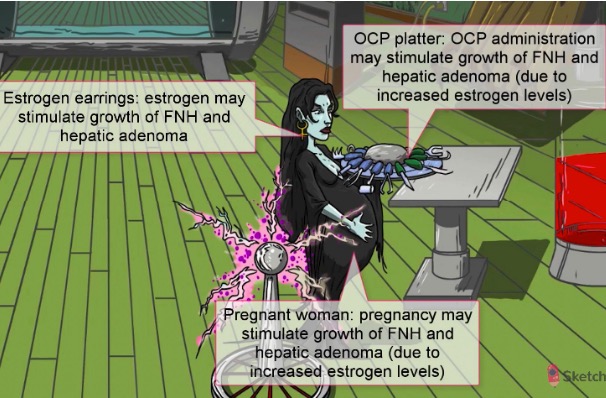 OCP platter: OCP administration
may stimulate growth of FNH and
hepatic adenoma (due to
increased estrogen levels)
Estrogen earrings: estrogen may
stimulate growth of FNH and
hepatic adenoma
Pregnant woman: pregnancy may
stimulate growth of FNH and
hepatic adenoma (due to
increased estrogen levels)
Sketch